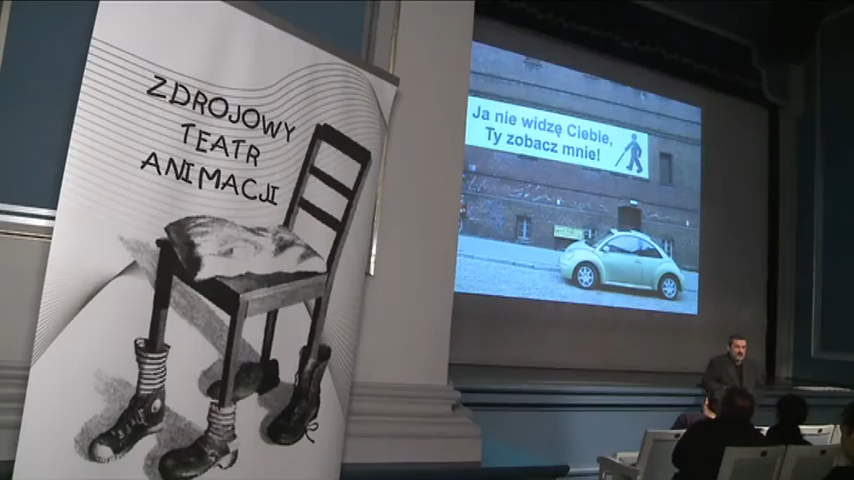 ZDROJOWY
TEATR
ANIMACJI
Ja nie widzę Ciebie,
Ty zobacz mnie!